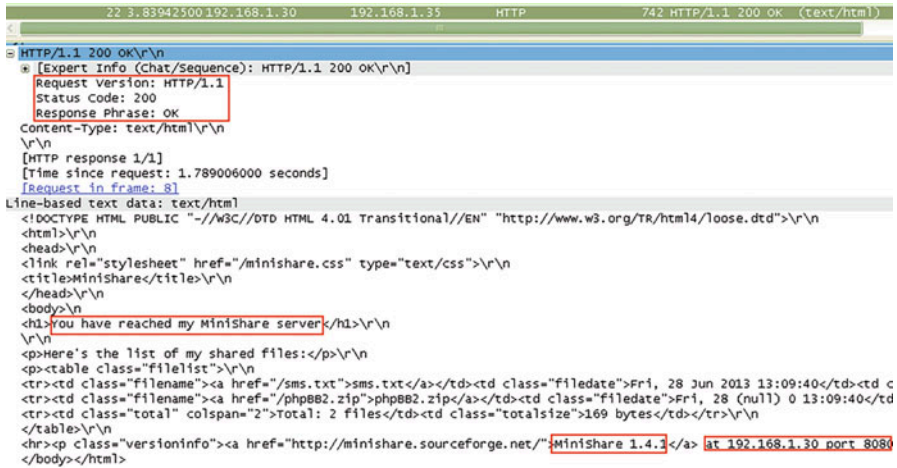 22 3.83942500 192.168.1.30 192.168.1.35 HTTP 742 HTTP/1.1 200 OK (text/html)
HTTP/1.1 200 OK\r\n
[Expert Info (Chat/Sequence): HTTP/1.1 200 OK\r\n]
Request Version: HTTP/1.1
Status Code: 200
Response Phrase: OK
Content-Type: text/html\r\n
\r\n
[HTTP response 1/1]
[Time since request: 1.789006000 seconds]
[Request in frame: 8]
Line-based text data: text/html
<!DOCTYPE HTML PUBLIC "-//W3C//DTD HTML 4.01 Transitional//EN" "http://www.w3.org/TR/html4/loose.dtd">\r\n
<html>\r\n
<head>\r\n
<link rel="stylesheet" href="/minishare.css" type="text/css">\r\n
<title>MiniShare</title>\r\n
</head>\r\n
<body>\n
<h1>You have reached my MiniShare server</h1>\r\n
\r\n
<p>Here's the list of my shared files:</p>\r\n
<p><table class="filelist">\r\n
<tr><td class="filename"><a href="/sms.txt">sms.txt</a></td><td class="filedate">Fri, 28 Jun 2013 13:09:40</td><td c
<tr><td class="filename"><a href="/phpBB2.zip">phpBB2.zip</a></td><td class="filedate">Fri, 28 (null) 0 13:09:40</td
<tr><td class="total" colspan="2">Total: 2 files</td><td class="totalsize">169 bytes</td></tr>\r\n
</table>\r\n
<hr><p class="versioninfo"><a href="http://minishare.sourceforge.net/">MiniShare 1.4.1</a> at 192.168.1.30 port 8080
</body></html>